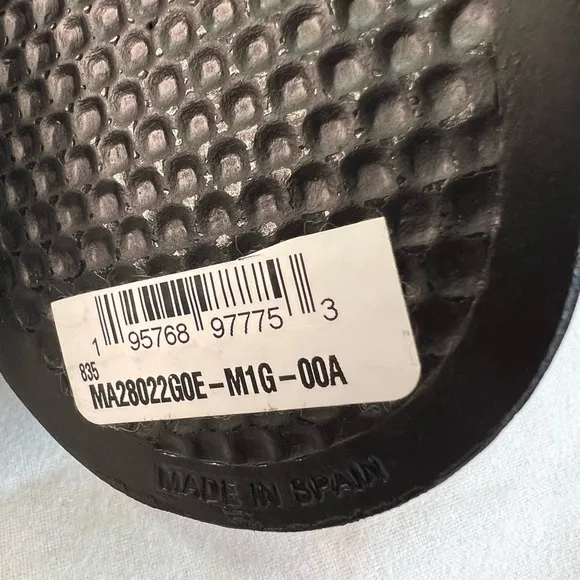 1 95768 97775 3
835
MA28022G0E-M1G-00A
MADE IN SPAIN